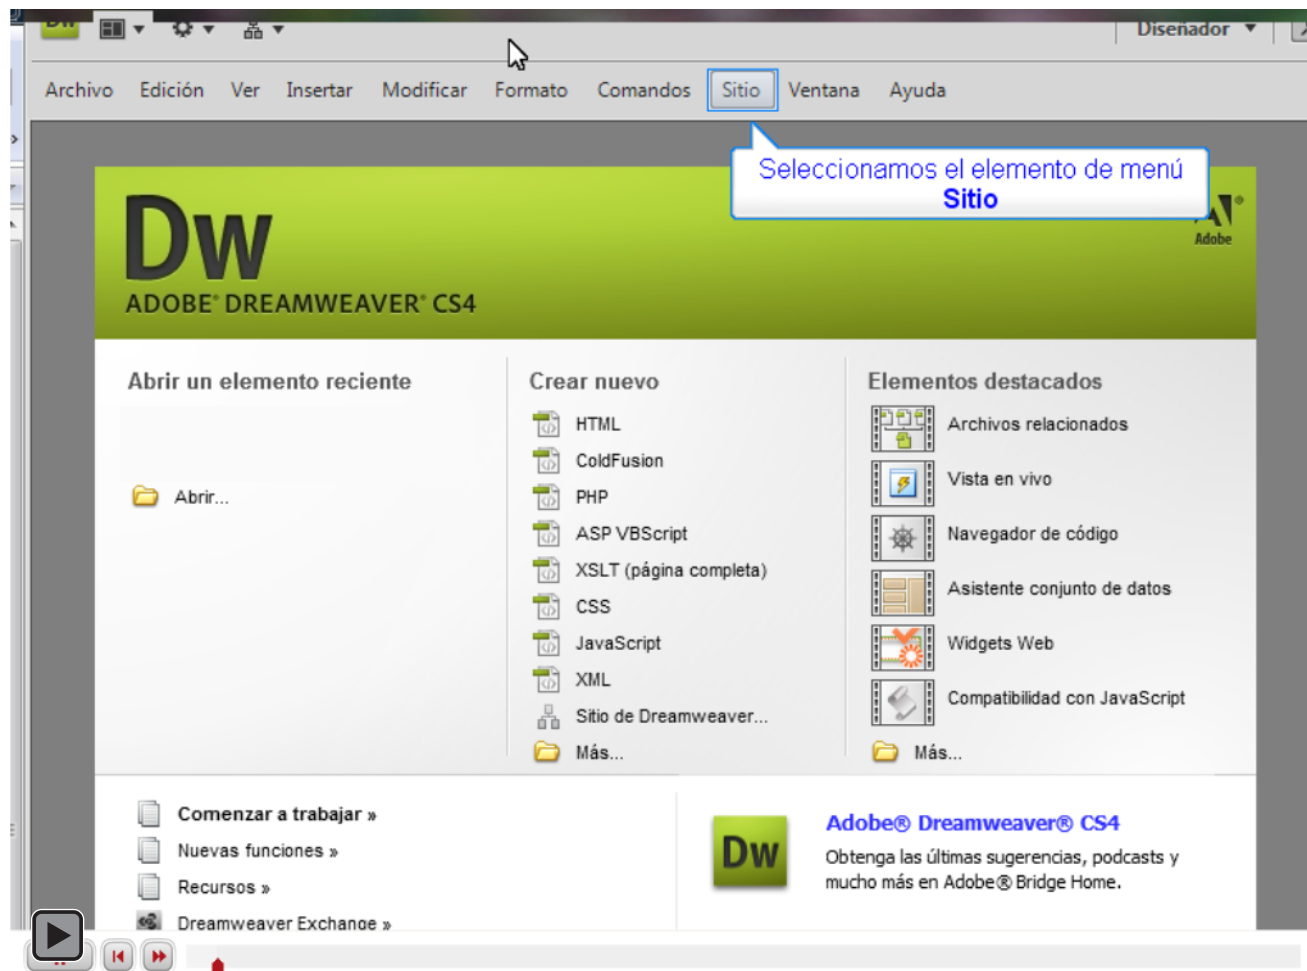 Dw
Diseñador
Archivo Edición Ver Insertar Modificar Formato Comandos Sitio Ventana Ayuda
Seleccionamos el elemento de menú
Sitio
Dw
ADOBE® DREAMWEAVER® CS4
Adobe
Abrir un elemento reciente
Abrir...
Crear nuevo
HTML
ColdFusion
PHP
ASP VBScript
XSLT (página completa)
CSS
JavaScript
XML
Sitio de Dreamweaver...
Más...
Elementos destacados
Archivos relacionados
Vista en vivo
Navegador de código
Asistente conjunto de datos
Widgets Web
Compatibilidad con JavaScript
Más...
Comenzar a trabajar »
Nuevas funciones »
Recursos »
Dreamweaver Exchange »
Dw
Adobe® Dreamweaver® CS4
Obtenga las últimas sugerencias, podcasts y
mucho más en Adobe® Bridge Home.